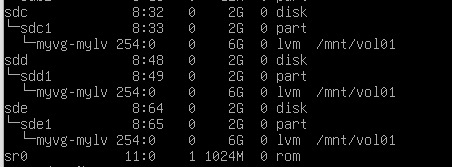 sdc 8:32 0 2G 0 disk
└─sdc1 8:33 0 2G 0 part
└─myvg-mylv 254:0 0 6G 0 lvm /mnt/vol01
sdd 8:48 0 2G 0 disk
└─sdd1 8:49 0 2G 0 part
└─myvg-mylv 254:0 0 6G 0 lvm /mnt/vol01
sde 8:64 0 2G 0 disk
└─sde1 8:65 0 2G 0 part
└─myvg-mylv 254:0 0 6G 0 lvm /mnt/vol01
sr0 11:0 1 1024M 0 rom